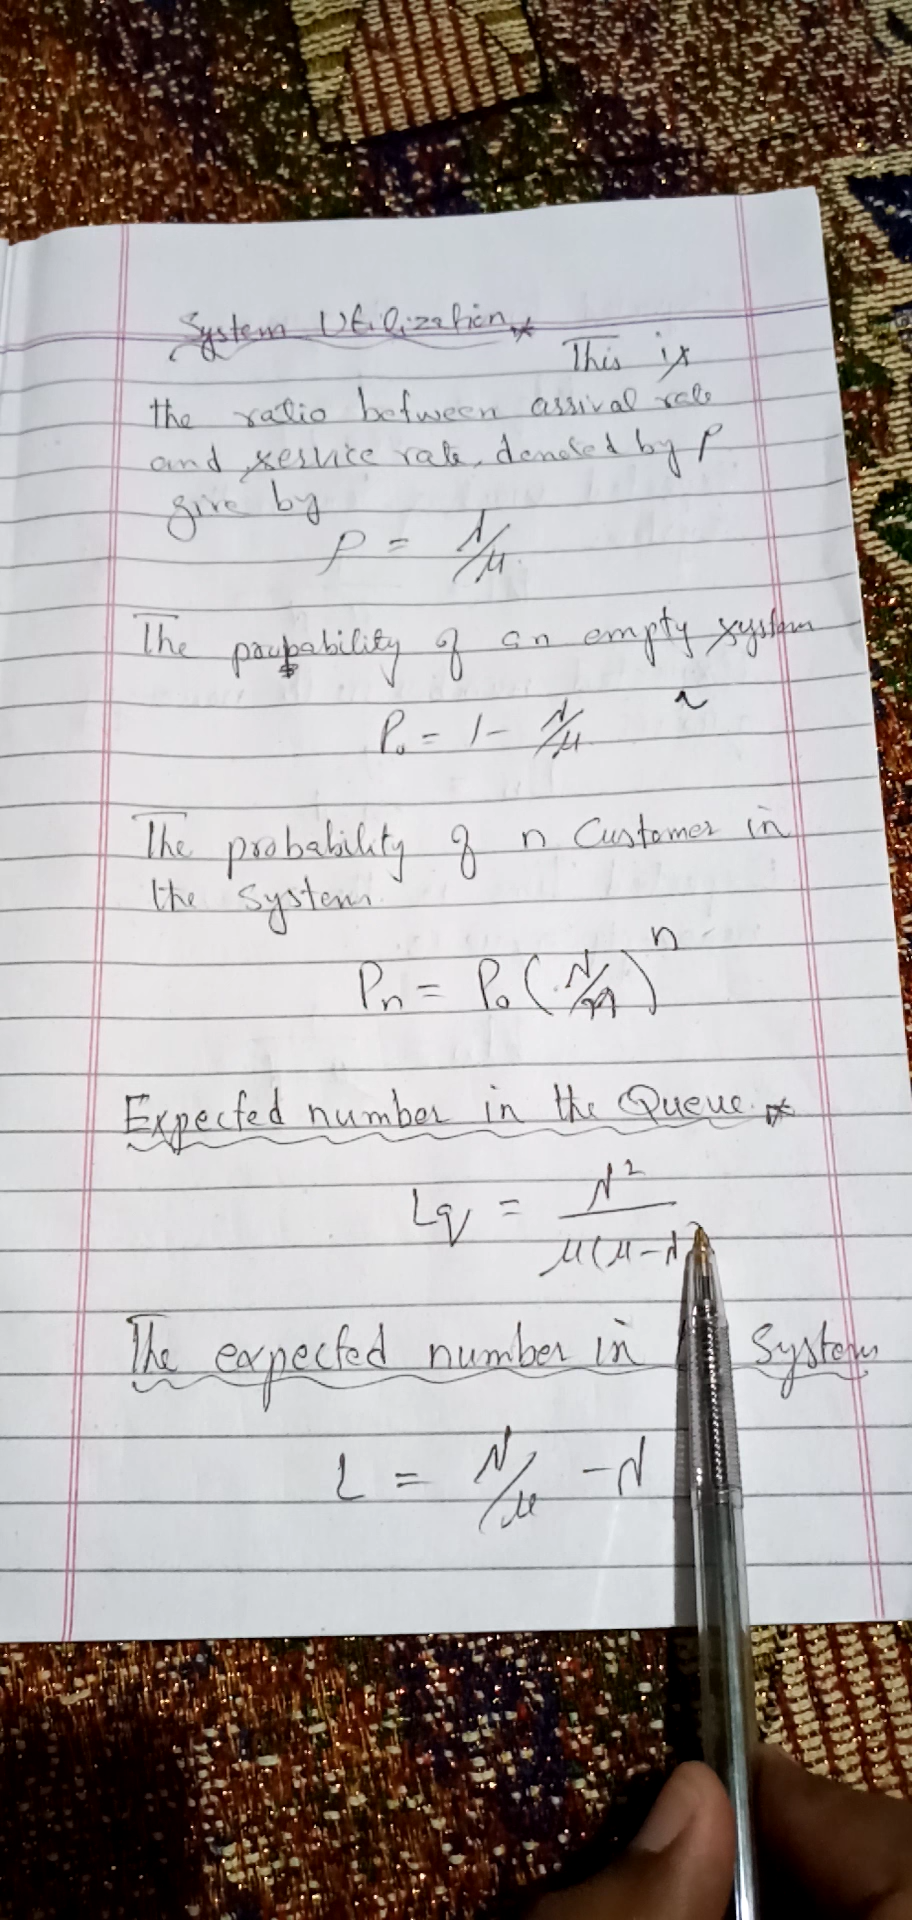 System Utilization
This is
the ratio between arrival rate
and service rate, denoted by ρ
give by
ρ = λ/μ
The probability of an empty system
P₀ = 1 - λ/μ
The probability of n Customer in
the system
Pn = P₀ (λ/μ)ⁿ
Expected number in the Queue
Lq = λ² / μ(μ-λ)
The expected number in System
L = λ/μ - λ